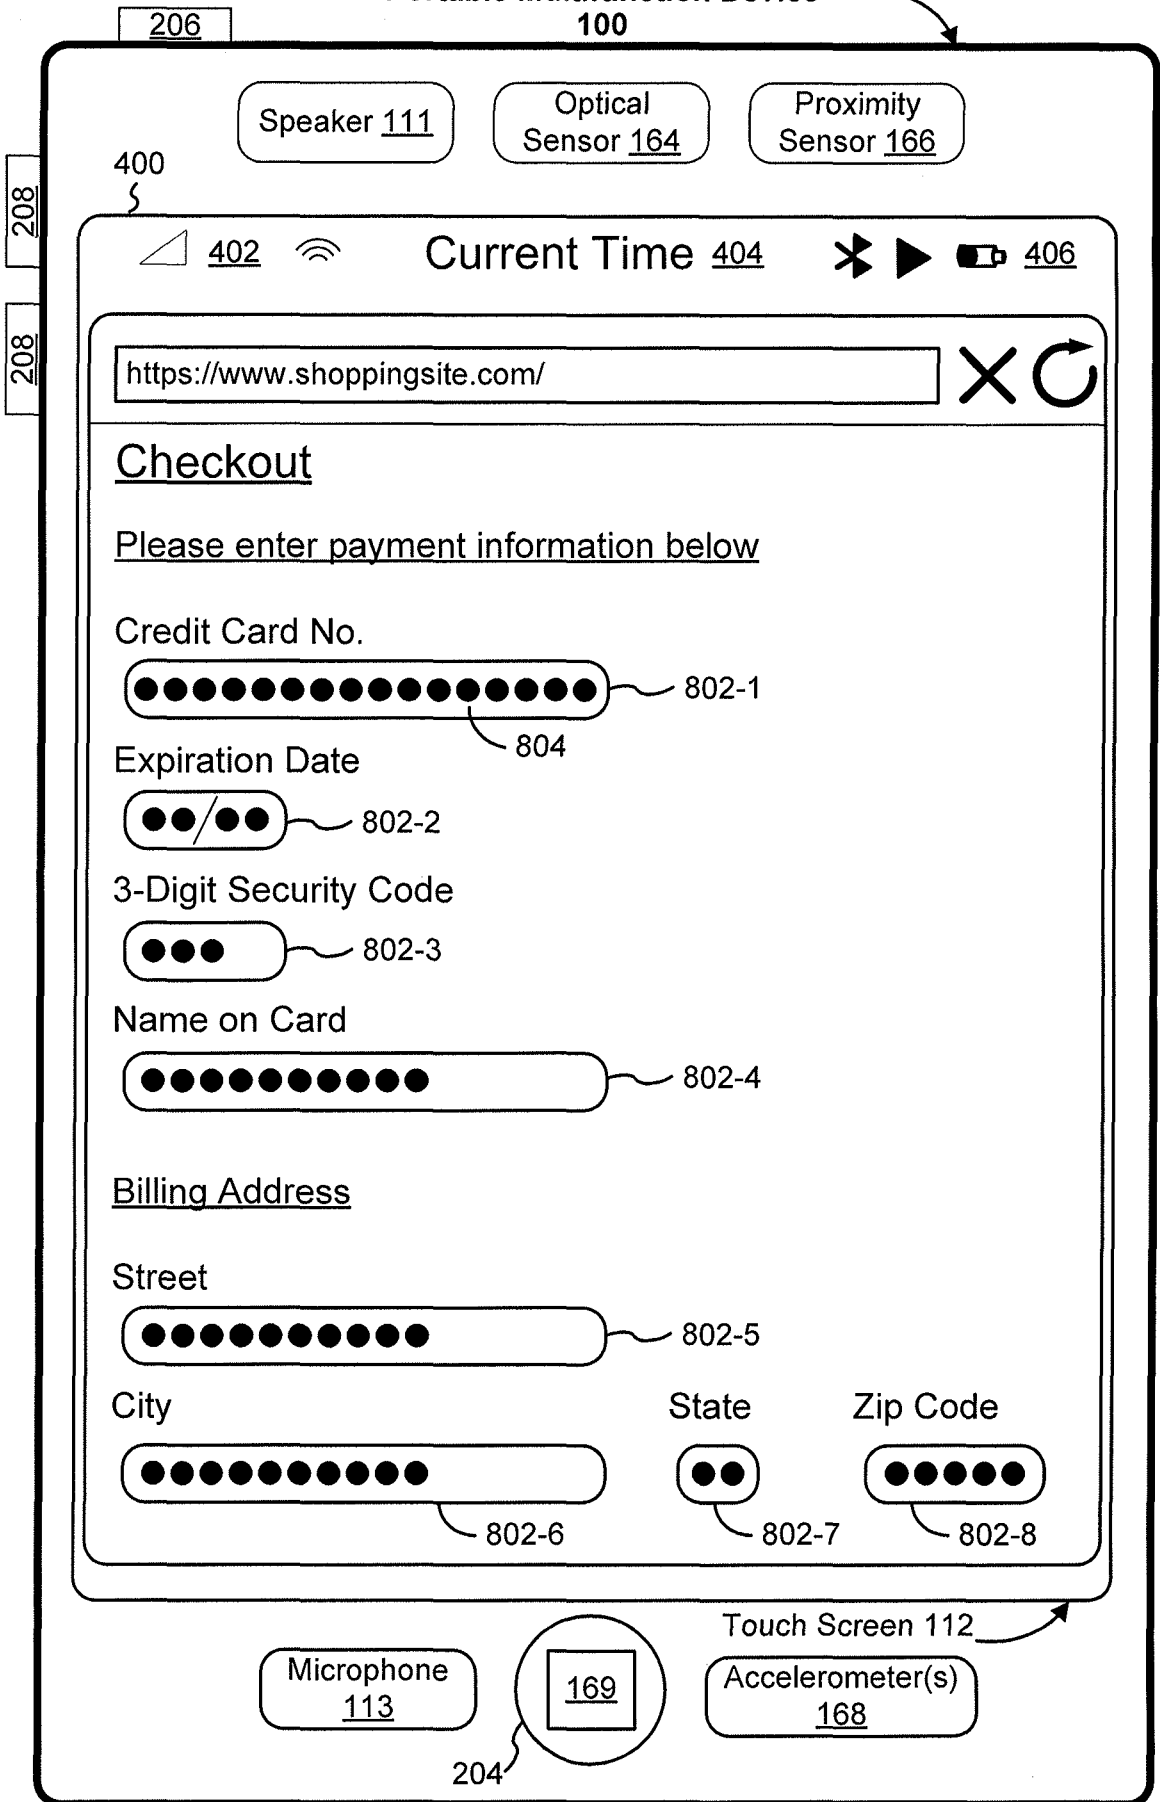 206
100
Speaker 111
Optical
Sensor 164
Proximity
Sensor 166
400
208
402
Current Time 404
406
208
https://www.shoppingsite.com/
Checkout
Please enter payment information below
Credit Card No.
802-1
804
Expiration Date
802-2
3-Digit Security Code
802-3
Name on Card
802-4
Billing Address
Street
802-5
City
State
Zip Code
802-6
802-7
802-8
Touch Screen 112
Microphone
113
169
Accelerometer(s)
168
204